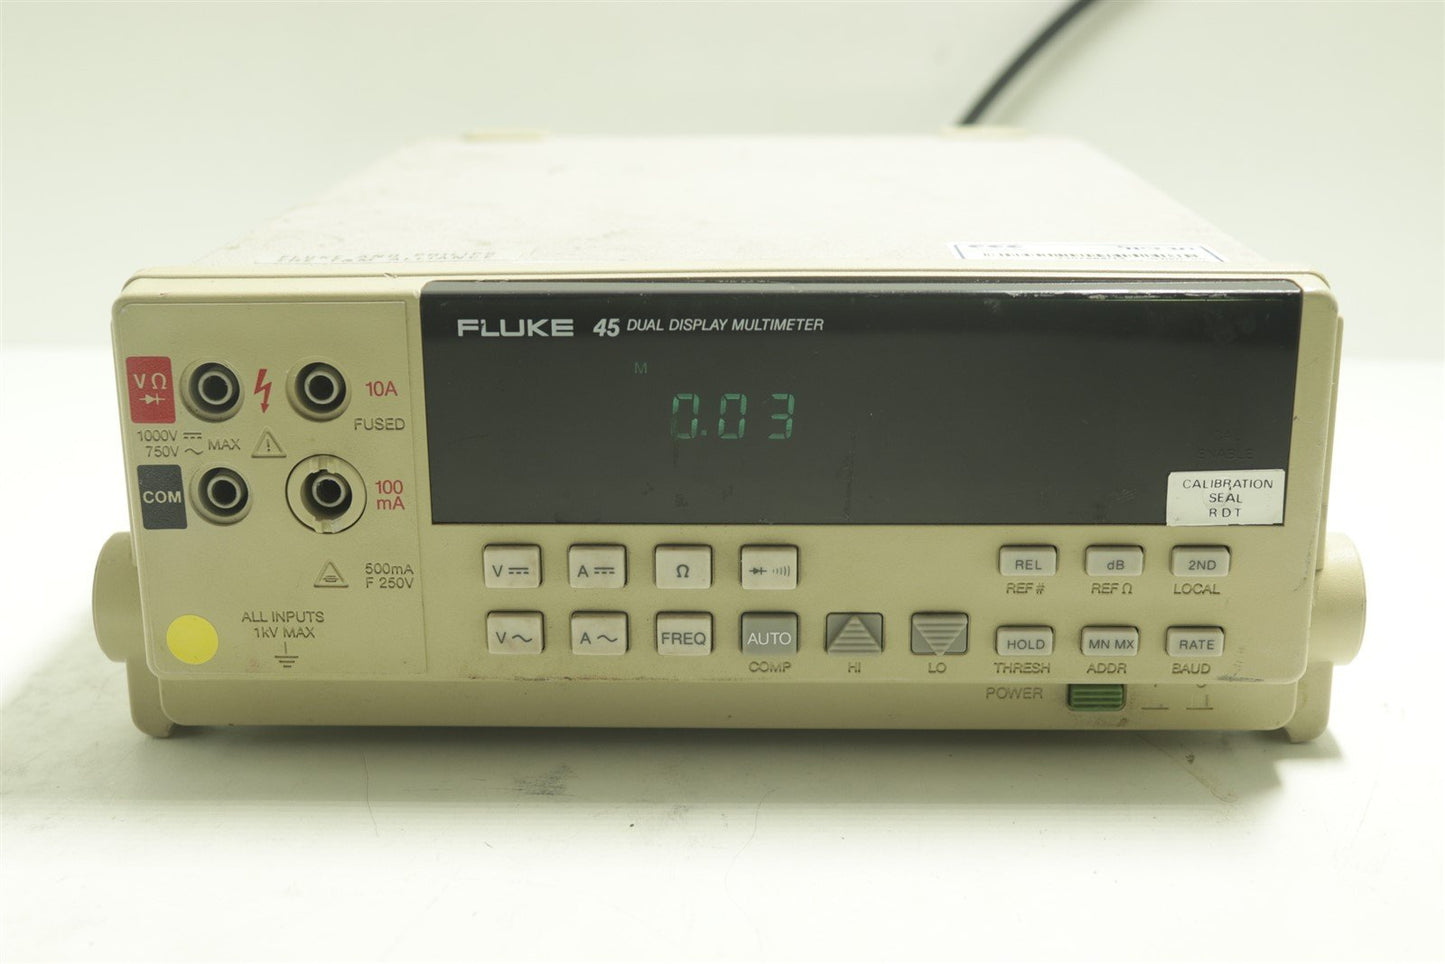 FLUKE 45 DUAL DISPLAY MULTIMETER
M
0.03
CALIBRATION
SEAL
RDT
ENABLE
V Ω
10A
FUSED
1000V
750V
MAX
COM
100
mA
500mA
F 250V
ALL INPUTS
1kV MAX
V
A
Ω
REL
dB
2ND
REF #
REF Ω
LOCAL
V
A
FREQ
AUTO
HOLD
MN MX
RATE
COMP
HI
LO
THRESH
ADDR
BAUD
POWER